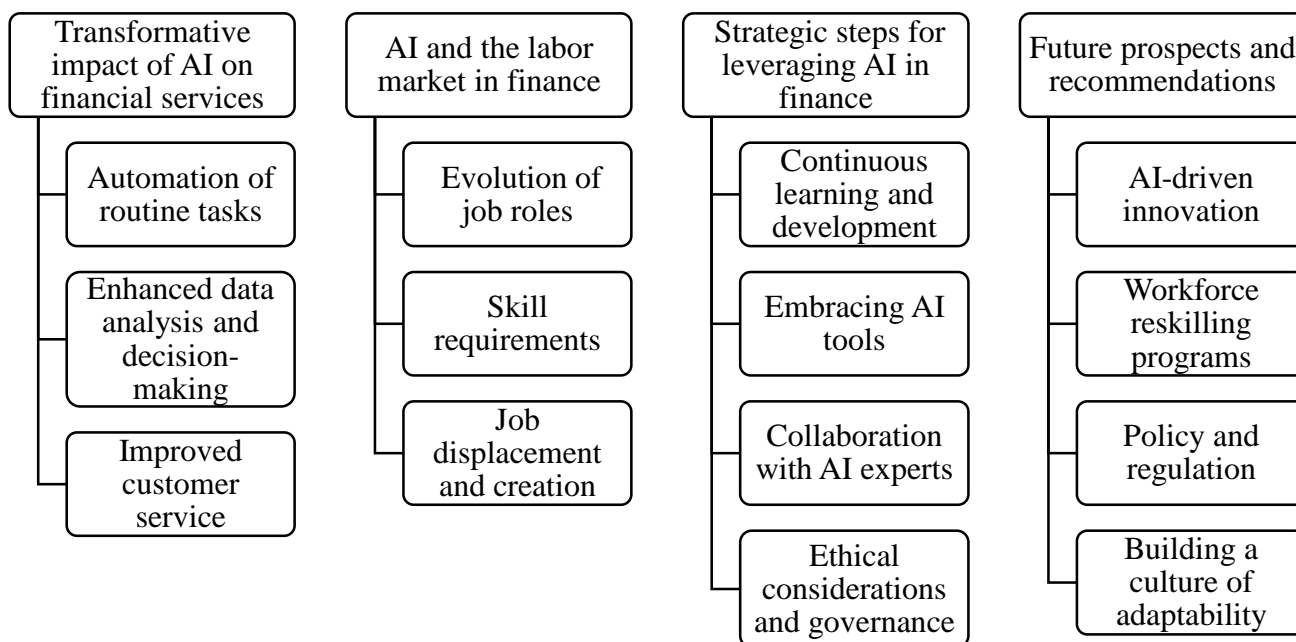 Transformative
impact of AI on
financial services
Automation of
routine tasks
Enhanced data
analysis and
decision-
making
Improved
customer
service
AI and the labor
market in finance
Evolution of
job roles
Skill
requirements
Job
displacement
and creation
Strategic steps for
leveraging AI in
finance
Continuous
learning and
development
Embracing AI
tools
Collaboration
with AI experts
Ethical
considerations
and governance
Future prospects and
recommendations
AI-driven
innovation
Workforce
reskilling
programs
Policy and
regulation
Building a
culture of
adaptability